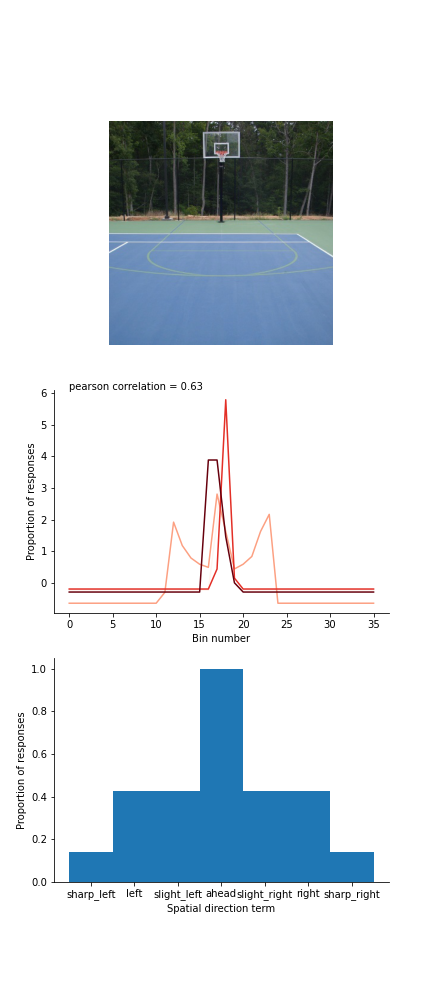 pearson correlation = 0.63
6
5
4
3
2
1
0
Proportion of responses
0 5 10 15 20 25 30 35
Bin number
1.0
0.8
0.6
0.4
0.2
0.0
Proportion of responses
sharp_left left slight_left ahead slight_right right sharp_right
Spatial direction term